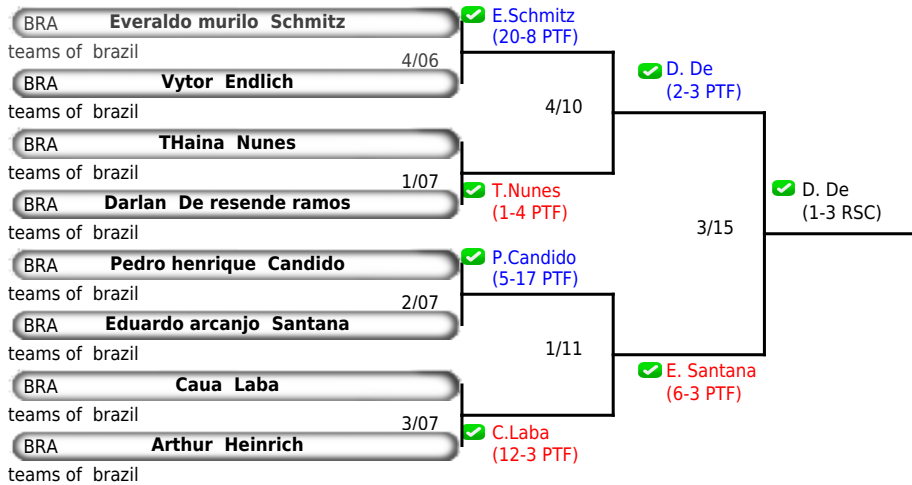 BRA Everaldo murilo Schmitz
teams of brazil
4/06
BRA Vytor Endlich
teams of brazil
E.Schmitz
(20-8 PTF)
BRA THaina Nunes
teams of brazil
1/07
BRA Darlan De resende ramos
teams of brazil
T.Nunes
(1-4 PTF)
4/10
D. De
(2-3 PTF)
BRA Pedro henrique Candido
teams of brazil
2/07
BRA Eduardo arcanjo Santana
teams of brazil
P.Candido
(5-17 PTF)
BRA Caua Laba
teams of brazil
3/07
BRA Arthur Heinrich
teams of brazil
C.Laba
(12-3 PTF)
1/11
E. Santana
(6-3 PTF)
3/15
D. De
(1-3 RSC)